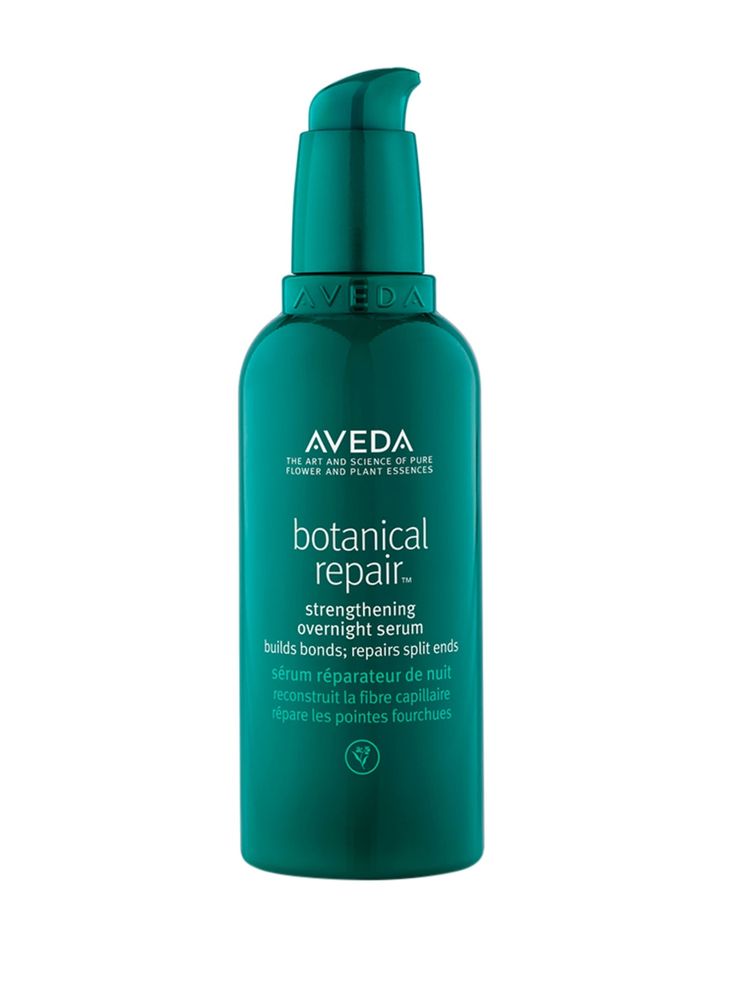 AVEDA
AVEDA
THE ART AND SCIENCE OF PURE
FLOWER AND PLANT ESSENCES
botanical
repair™
strengthening
overnight serum
builds bonds; repairs split ends
sérum réparateur de nuit
reconstruit la fibre capillaire
répare les pointes fourchues